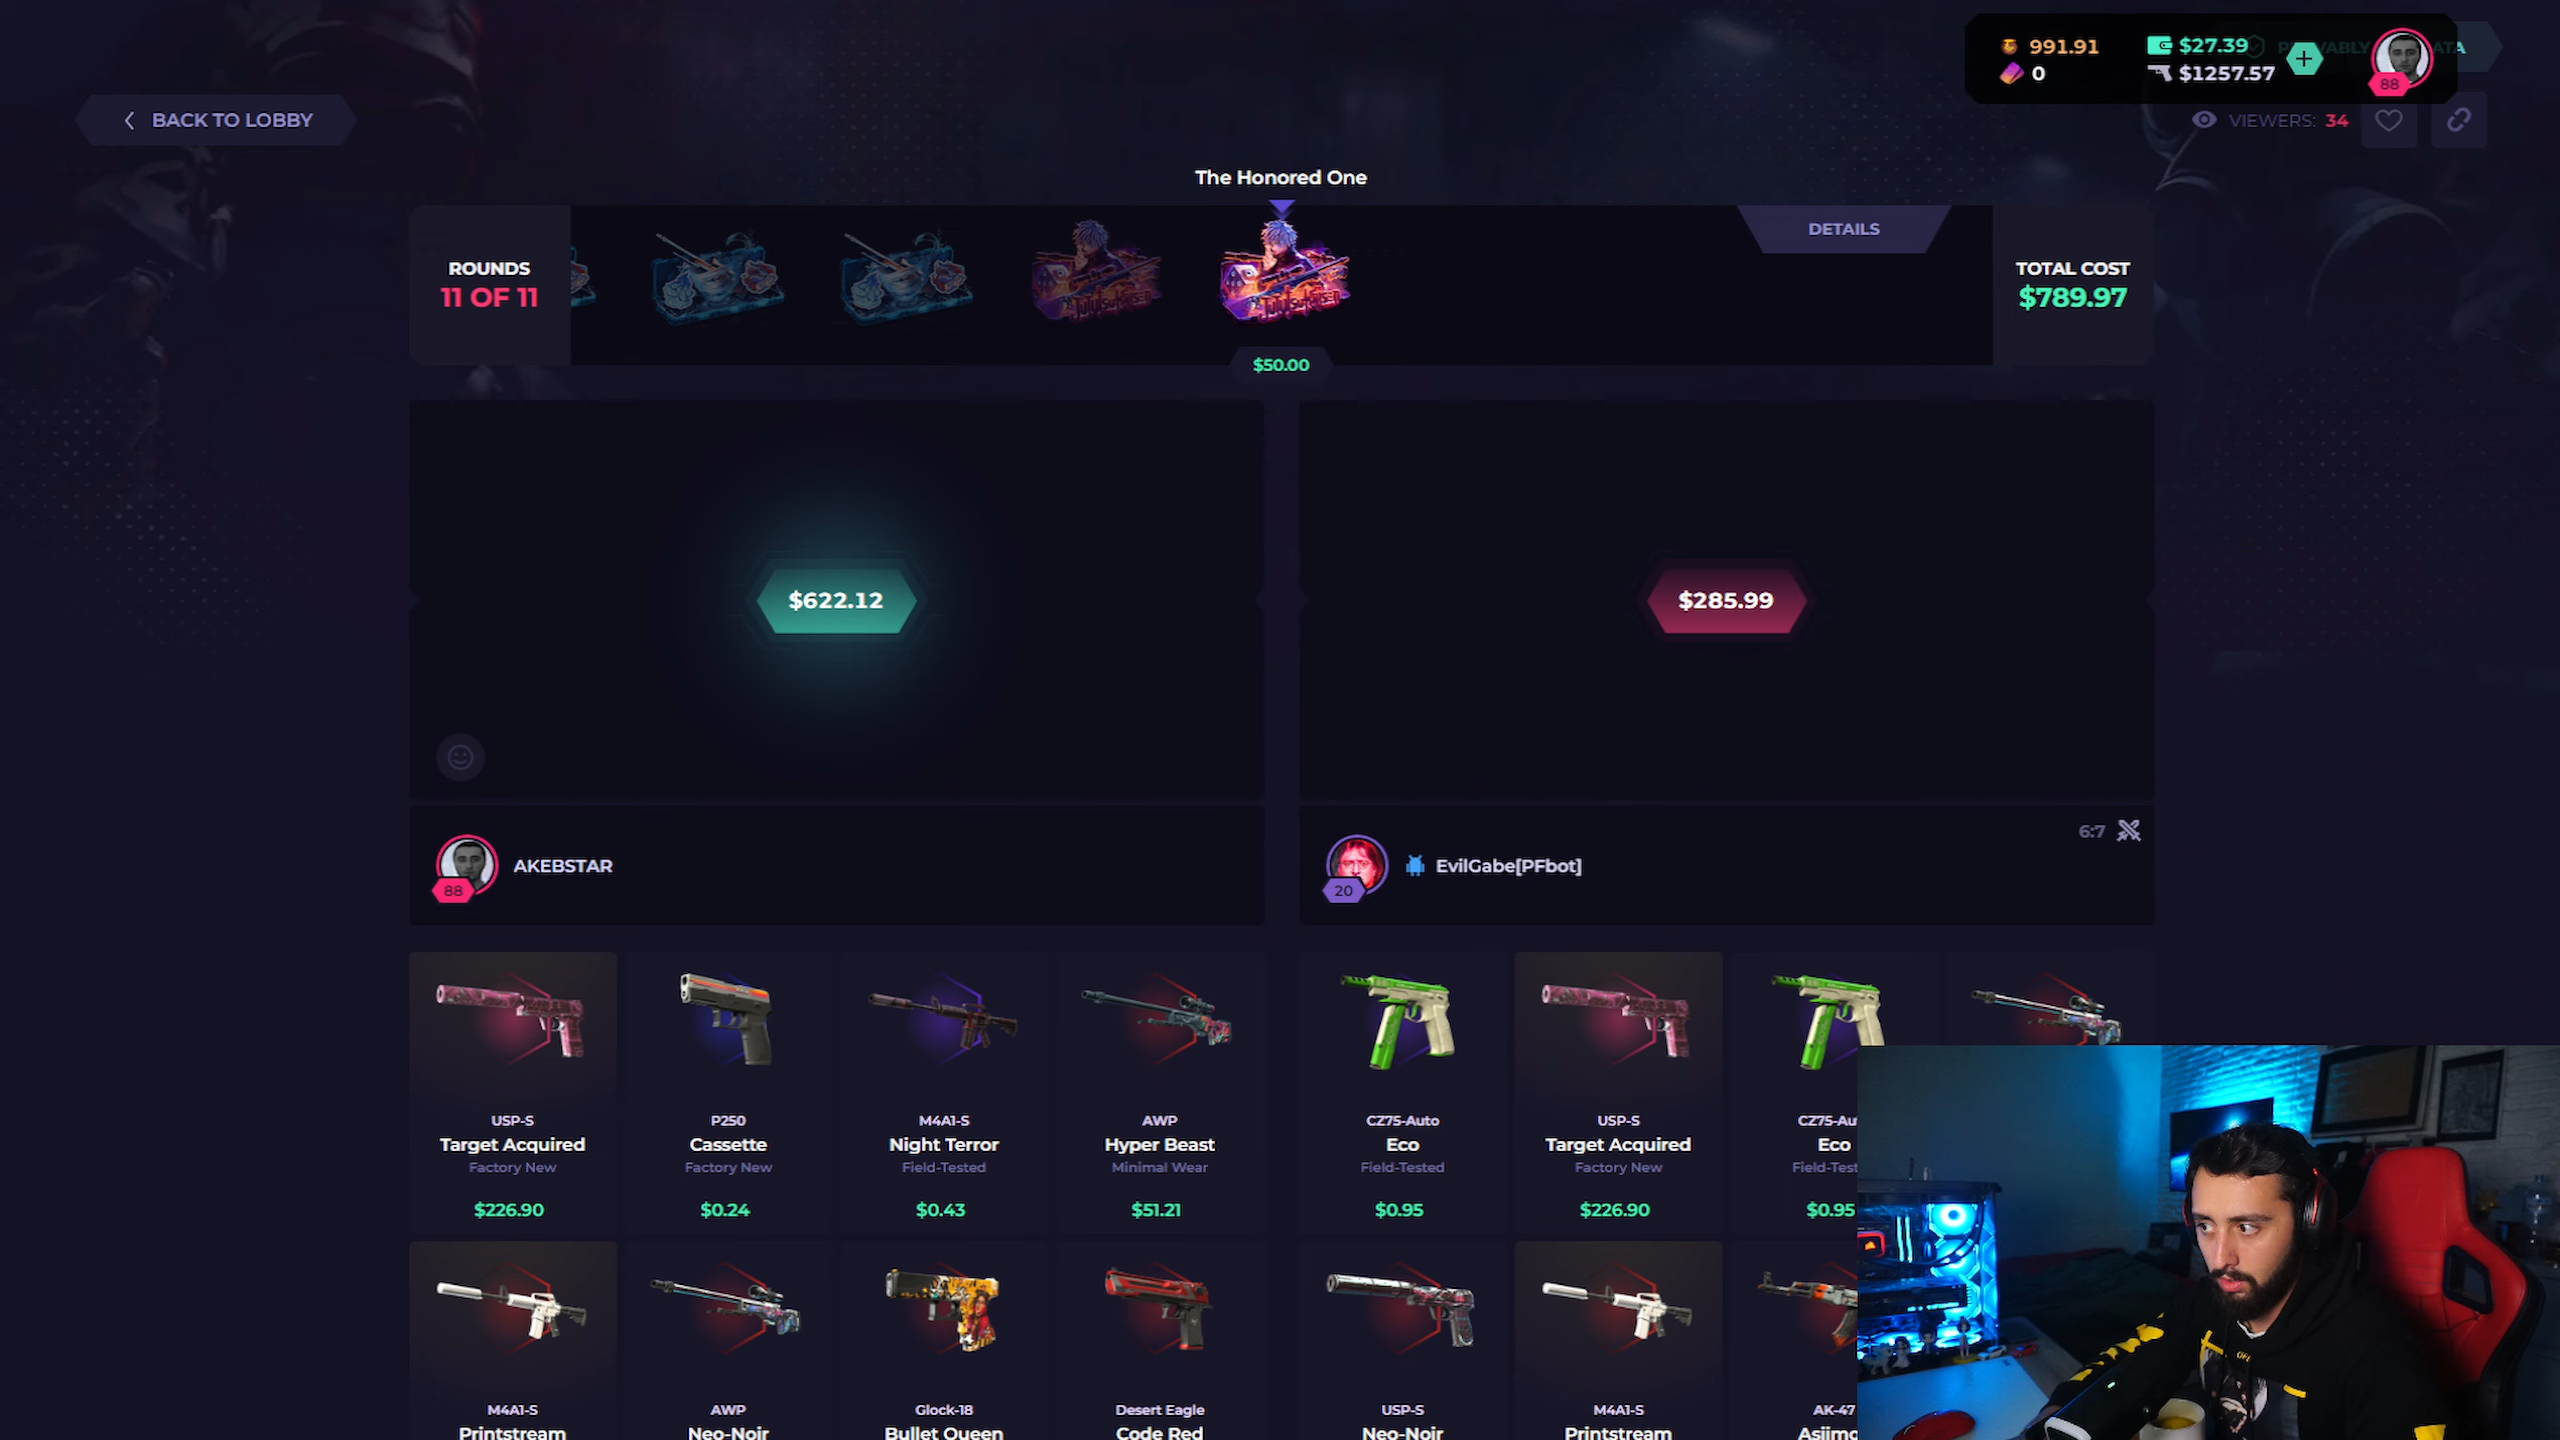 991.91
$27.39
0
$1257.57
88
BACK TO LOBBY
VIEWERS: 34
The Honored One
ROUNDS
11 OF 11
DETAILS
TOTAL COST
$789.97
$50.00
$622.12
$285.99
88
AKEBSTAR
20
EvilGabe[PFbot]
6:7
USP-S
Target Acquired
Factory New
$226.90
P250
Cassette
Factory New
$0.24
M4A1-S
Night Terror
Field-Tested
$0.43
AWP
Hyper Beast
Minimal Wear
$51.21
CZ75-Auto
Eco
Field-Tested
$0.95
USP-S
Target Acquired
Factory New
$226.90
CZ75-Au
Eco
Field-Test
$0.95
M4A1-S
Printstream
AWP
Neo-Noir
Glock-18
Bullet Queen
Desert Eagle
Code Red
USP-S
Neo-Noir
M4A1-S
Printstream
AK-47
Asiimo